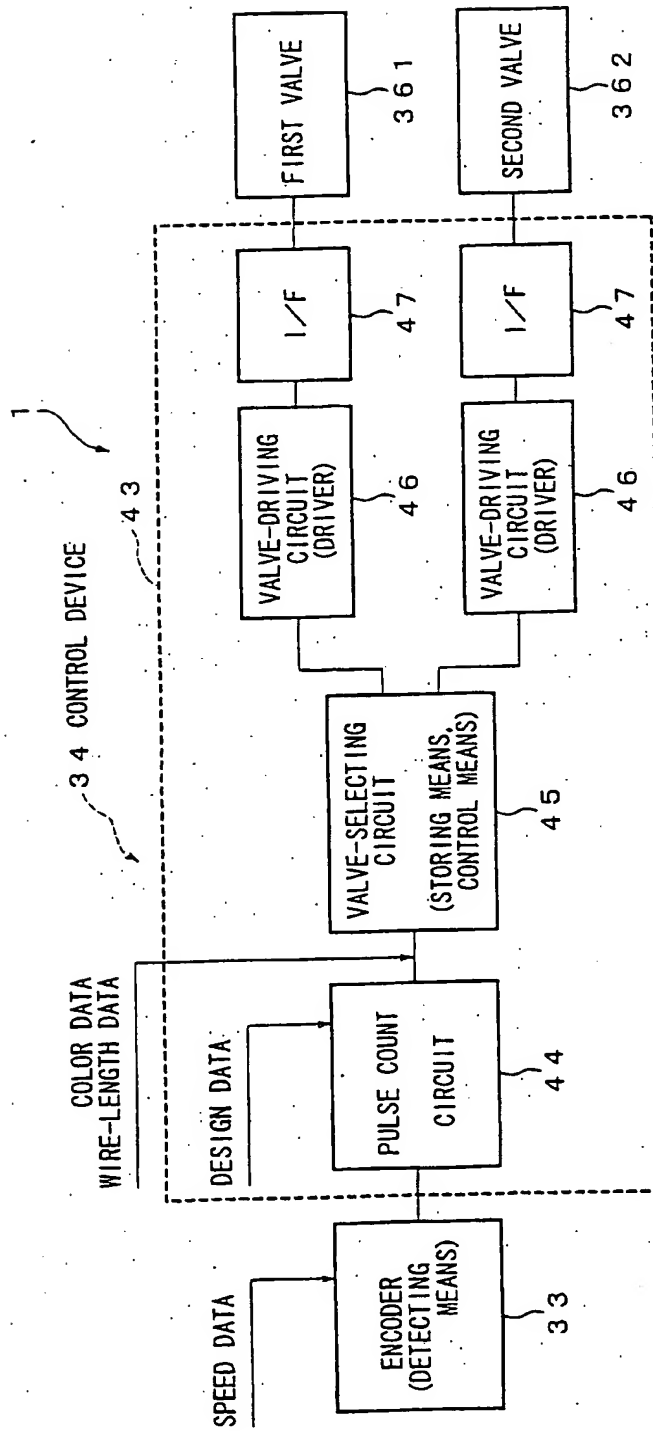 1
43
34 CONTROL DEVICE
COLOR DATA
WIRE-LENGTH DATA
DESIGN DATA
SPEED DATA
ENCODER
(DETECTING
MEANS)
33
PULSE COUNT
CIRCUIT
44
VALVE-SELECTING
CIRCUIT
(STORING MEANS,
CONTROL MEANS)
45
VALVE-DRIVING
CIRCUIT
(DRIVER)
46
I/F
47
FIRST VALVE
361
VALVE-DRIVING
CIRCUIT
(DRIVER)
46
I/F
47
SECOND VALVE
362